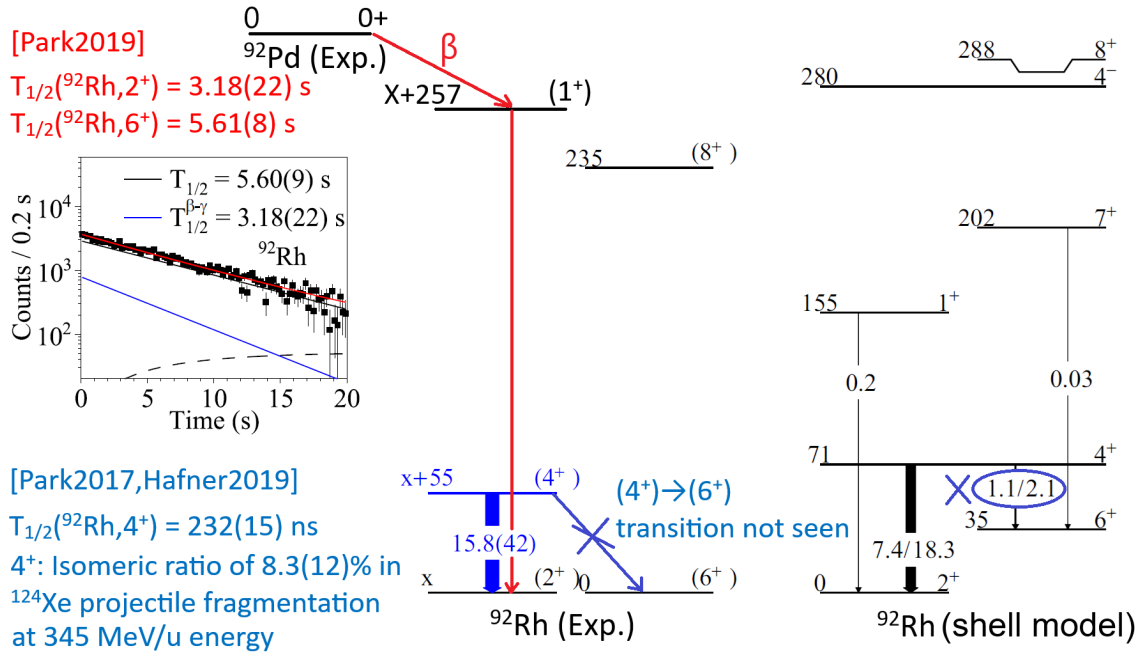 [Park2019]
T1/2(⁹²Rh,2⁺) = 3.18(22) s
T1/2(⁹²Rh,6⁺) = 5.61(8) s
T1/2 = 5.60(9) s
T1/2^β-γ = 3.18(22) s
⁹²Rh
Counts / 0.2 s
10⁴
10³
10²
0 5 10 15 20
Time (s)
[Park2017,Hafner2019]
T1/2(⁹²Rh,4⁺) = 232(15) ns
4⁺: Isomeric ratio of 8.3(12)% in
¹²⁴Xe projectile fragmentation
at 345 MeV/u energy
0 0+
⁹²Pd (Exp.)
β
X+257 (1⁺)
235 (8⁺ )
x+55 (4⁺ )
(4⁺)→(6⁺)
transition not seen
15.8(42)
x (2⁺)
0 (6⁺)
⁹²Rh (Exp.)
288 8⁺
280 4⁻
202 7⁺
155 1⁺
0.2
0.03
71 4⁺
1.1/2.1
35 6⁺
7.4/18.3
0 2⁺
⁹²Rh (shell model)